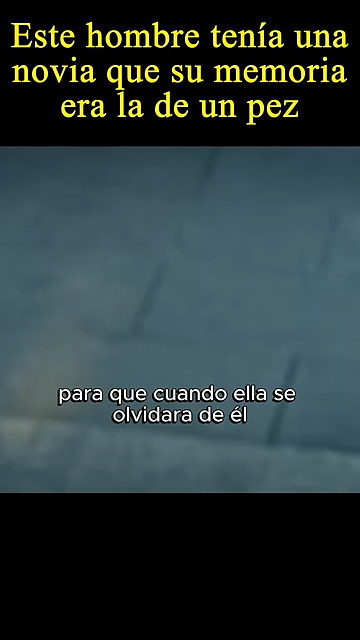 Este hombre tenía una
novia que su memoria
era la de un pez
para que cuando ella se
olvidara de él